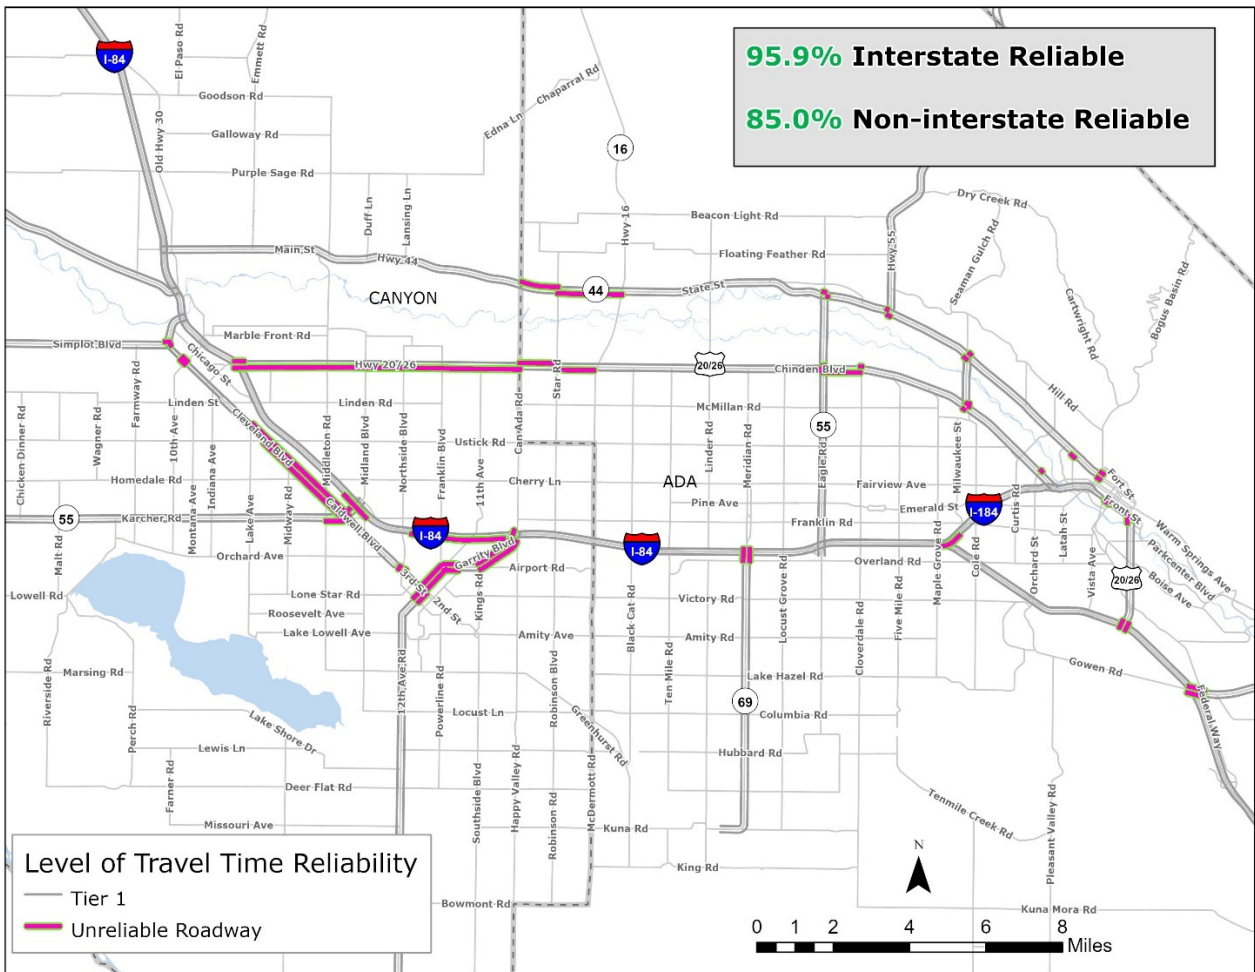 95.9% Interstate Reliable
85.0% Non-interstate Reliable
I-84
El Paso Rd
Emmett Rd
Goodson Rd
Old Hwy 30
Galloway Rd
Purple Sage Rd
Edna Ln
Chaparral Rd
16
Hwy 16
Duff Ln
Lansing Ln
Beacon Light Rd
Dry Creek Rd
Main St
Hwy 44
Floating Feather Rd
Hwy 55
Seaman Gulch Rd
Cartwright Rd
Bogus Basin Rd
CANYON
44
State St
Simplot Blvd
Marble Front Rd
Chicago St
Hwy 20/26
Star Rd
20/26
Chinden Blvd
Hill Rd
Farmway Rd
Linden St
Linden Rd
McMillan Rd
Chicken Dinner Rd
Wagner Rd
10th Ave
Indiana Ave
Cleveland Blvd
Middleton Rd
Midland Blvd
Northside Blvd
Franklin Blvd
Ustick Rd
11th Ave
Can-Ada Rd
Linder Rd
Meridian Rd
55
Eagle Rd
Milwaukee St
Homedale Rd
Cherry Ln
ADA
Fairview Ave
Fort St
Pine Ave
Emerald St
Front St
55
Karcher Rd
Montana Ave
Lake Ave
Midway Rd
Caldwell Blvd
I-84
I-84
Franklin Rd
I-184
Curtis Rd
Warm Springs Ave
Malt Rd
Orchard Ave
Garrity Blvd
Airport Rd
Overland Rd
Maple Grove Rd
Cole Rd
Orchard St
Latah St
Vista Ave
20/26
Parkcenter Blvd
Boise Ave
Lowell Rd
Lone Star Rd
3rd St
2nd St
Kings Rd
Black Cat Rd
Victory Rd
Locust Grove Rd
Five Mile Rd
Roosevelt Ave
Lake Lowell Ave
Amity Ave
Amity Rd
Cloverdale Rd
Riverside Rd
Marsing Rd
12th Ave Rd
Powerline Rd
Robinson Blvd
Ten Mile Rd
Lake Hazel Rd
Gowen Rd
Perch Rd
Lake Shore Dr
Locust Ln
Greenhurst Rd
69
Columbia Rd
Federal Way
Lewis Ln
Hubbard Rd
Farner Rd
Deer Flat Rd
Southside Blvd
Happy Valley Rd
Robinson Rd
McDermott Rd
Tenmile Creek Rd
Pleasant Valley Rd
Missouri Ave
Kuna Rd
King Rd
N
Bowmont Rd
Kuna Mora Rd
Level of Travel Time Reliability
Tier 1
Unreliable Roadway
0 1 2 4 6 8
Miles